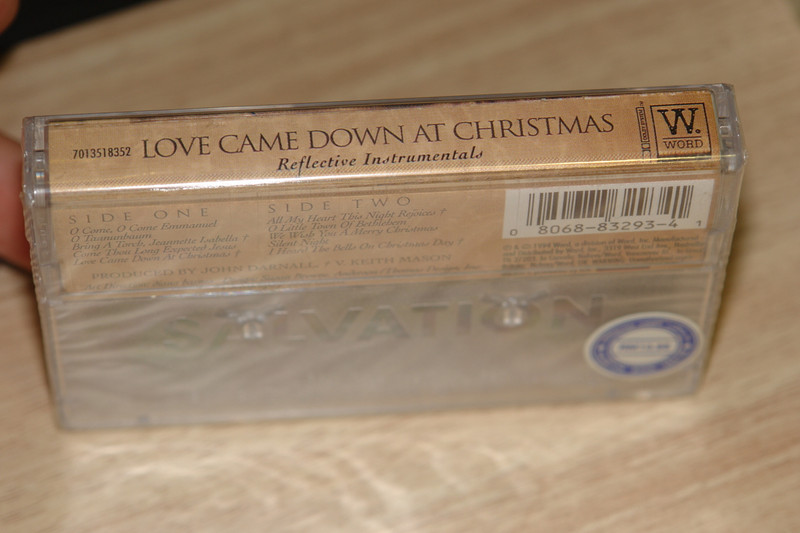 7013518352 LOVE CAME DOWN AT CHRISTMAS
Reflective Instrumentals
W.
WORD
SIDE ONE
O Come, O Come Emmanuel
O Tannenbaum
Bring A Torch, Jeannette Isabella †
Come Thou Long Expected Jesus
Love Came Down At Christmas †
SIDE TWO
All My Heart This Night Rejoices †
O Little Town Of Bethlehem
We Wish You A Merry Christmas
Silent Night
I Heard The Bells On Christmas Day †
PRODUCED BY JOHN DARNALL, † V. KEITH MASON
0 8068-83293-4 1
SALVATION